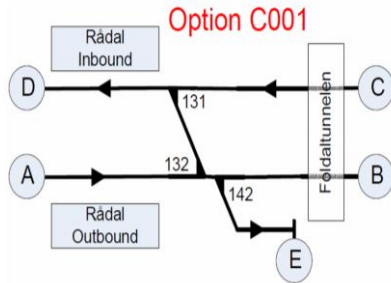 Option C001
Rådal
Inbound
D
C
131
Foldaltunnelen
132
A
B
142
Rådal
Outbound
E